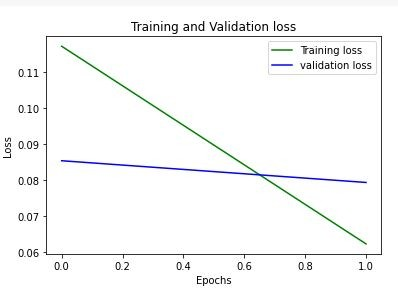 Training and Validation loss
Training loss
validation loss
0.11
0.10
0.09
0.08
0.07
0.06
Loss
0.0 0.2 0.4 0.6 0.8 1.0
Epochs